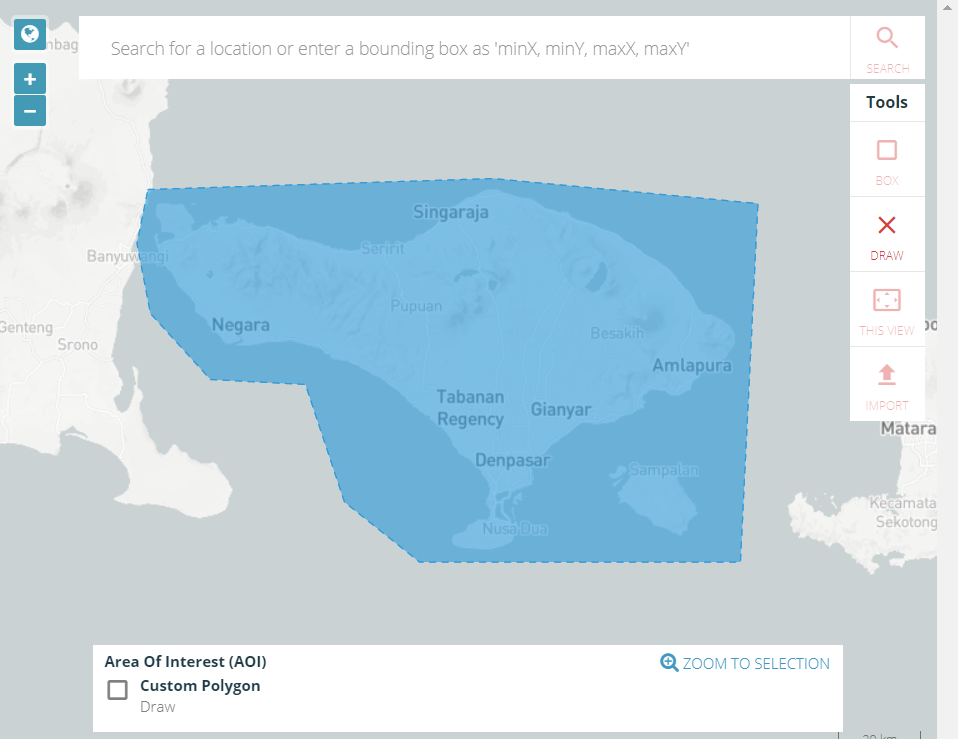 Search for a location or enter a bounding box as 'minX, minY, maxX, maxY'
SEARCH
Tools
BOX
DRAW
THIS VIEW
IMPORT
Singaraja
Seririt
Banyuwangi
Pupuan
Negara
Genteng
Srono
Besakih
Amlapura
Tabanan
Regency
Gianyar
Matara
Denpasar
Sampalan
Kecamata
Sekotong
Nusa Dua
Area Of Interest (AOI)
ZOOM TO SELECTION
Custom Polygon
Draw